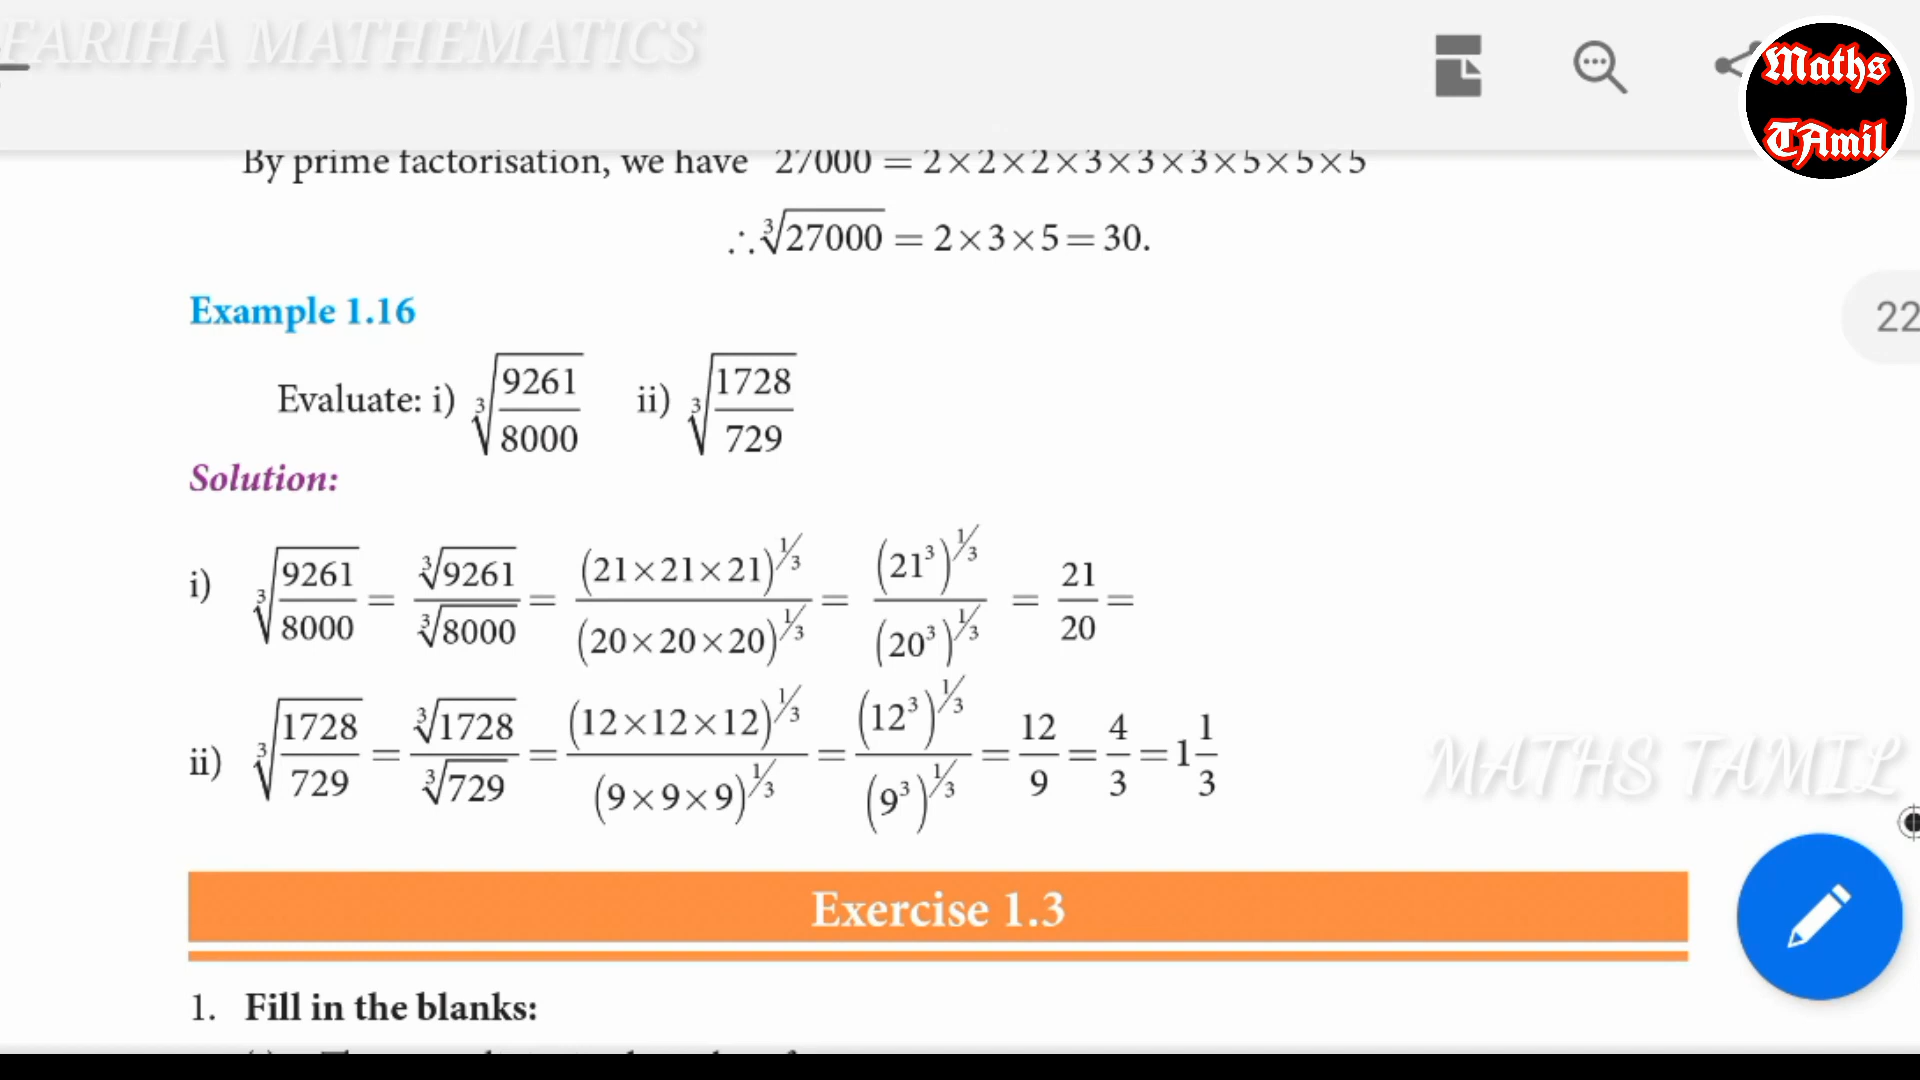 FARIHA MATHEMATICS
Maths
TAmil
By prime factorisation, we have 27000 = 2×2×2×3×3×3×5×5×5
∴ ∛27000 = 2×3×5 = 30.
22
Example 1.16
Evaluate: i) ∛(9261/8000) ii) ∛(1728/729)
Solution:
i) ∛(9261/8000) = ∛9261/∛8000 = (21×21×21)^(1/3)/(20×20×20)^(1/3) = (21³)^(1/3)/(20³)^(1/3) = 21/20 =
ii) ∛(1728/729) = ∛1728/∛729 = (12×12×12)^(1/3)/(9×9×9)^(1/3) = (12³)^(1/3)/(9³)^(1/3) = 12/9 = 4/3 = 1 1/3
MATHS TAMIL
Exercise 1.3
1. Fill in the blanks: